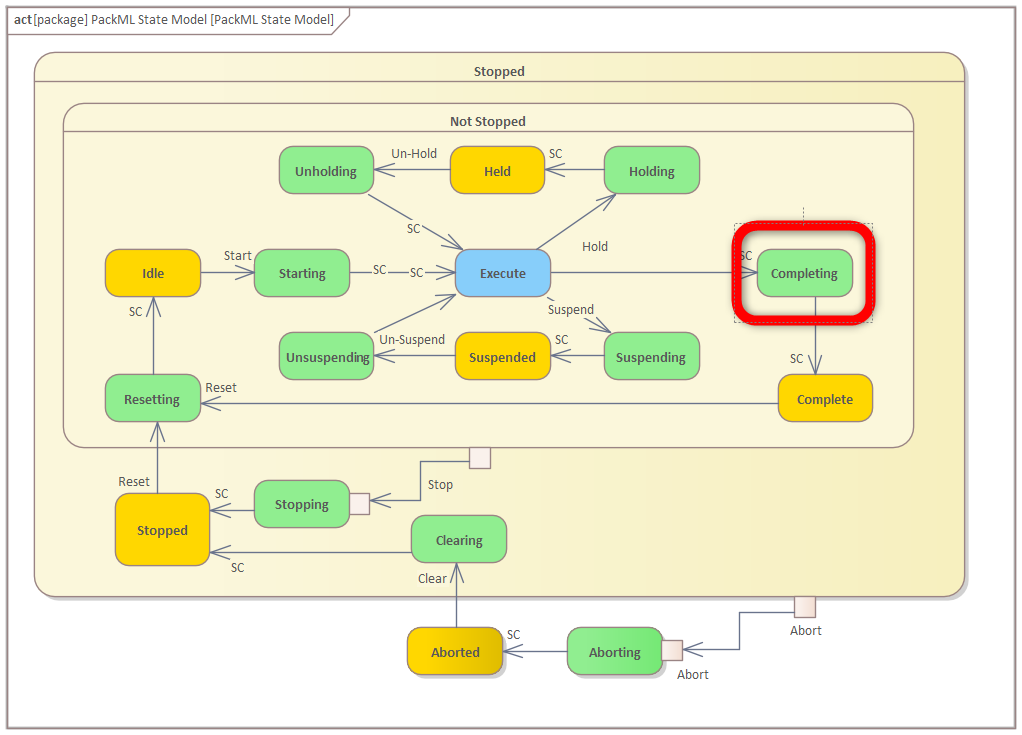 act [package] PackML State Model [PackML State Model]
Stopped
Not Stopped
Unholding
Un-Hold
Held
SC
Holding
SC
Hold
Idle
Start
Starting
SC
SC
Execute
SC
Completing
SC
Suspend
Unsuspending
Un-Suspend
Suspended
SC
Suspending
SC
Resetting
Reset
Complete
Reset
Stopped
SC
Stopping
Stop
Clearing
SC
Clear
Aborted
SC
Aborting
Abort
Abort